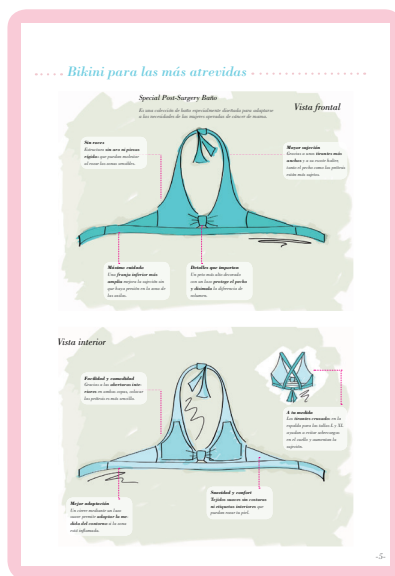 Bikini para las más atrevidas
Special Post-Surgery Baño
Es una colección de baño especialmente diseñada para adaptarse
a las necesidades de las mujeres operadas de cáncer de mama.
Vista frontal
Sin roces
Estructura sin aro ni piezas
rígidas que puedan molestar
al rozar las zonas sensibles.
Mayor sujeción
Gracias a unos tirantes más
anchos y a su escote halter,
tanto el pecho como las prótesis
están más sujetos.
Máximo cuidado
Una franja inferior más
amplia mejora la sujeción sin
que haya presión en la zona de
las axilas.
Detalles que importan
Un peto más alto decorado
con un lazo protege el pecho
y disimula la diferencia de
volumen.
Vista interior
Facilidad y comodidad
Gracias a las aberturas inte-
riores en ambas copas, colocar
las prótesis es más sencillo.
A tu medida
Los tirantes cruzados en la
espalda para las tallas L y XL
ayudan a evitar sobrecargas
en el cuello y aumentan la
sujeción.
Mejor adaptación
Un cierre mediante un lazo
suave permite adaptar la me-
dida del contorno si la zona
está inflamada.
Suavidad y confort
Tejidos suaves sin costuras
ni etiquetas interiores que
puedan rozar tu piel.
-5-